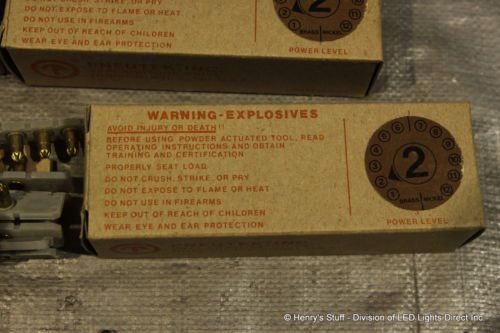 DO NOT EXPOSE TO FLAME OR HEAT
DO NOT USE IN FIREARMS
KEEP OUT OF REACH OF CHILDREN
WEAR EYE AND EAR PROTECTION
2
BRASS NICKEL
12
POWER LEVEL
WARNING-EXPLOSIVES
AVOID INJURY OR DEATH!!
BEFORE USING POWDER ACTUATED TOOL, READ
OPERATING INSTRUCTIONS AND OBTAIN
TRAINING AND CERTIFICATION
PROPERLY SEAT LOAD
DO NOT CRUSH, STRIKE, OR PRY
DO NOT EXPOSE TO FLAME OR HEAT
DO NOT USE IN FIREARMS
KEEP OUT OF REACH OF CHILDREN
WEAR EYE AND EAR PROTECTION
1 2 3 4 5 6 7 8 9 10 11 12
2
BRASS NICKEL
POWER LEVEL
© Henry's Stuff - Division of LED Lights Direct Inc